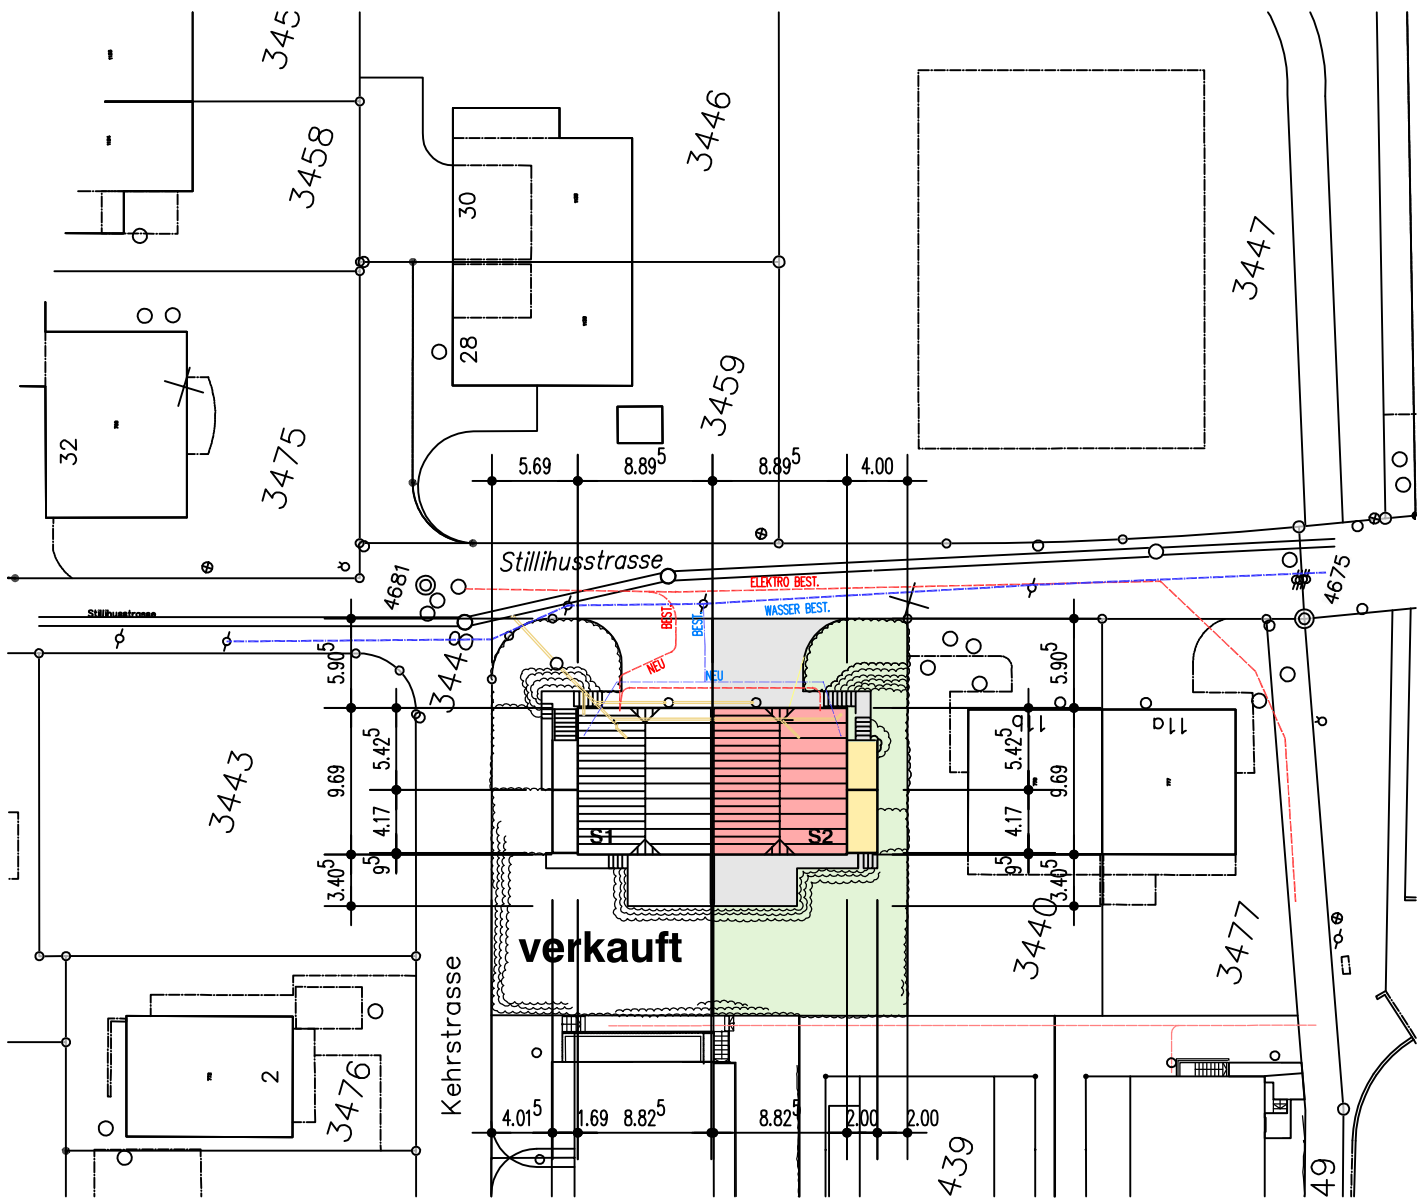 345
3458
3446
30
3447
28
3459
32
3475
5.69
8.89⁵
8.89⁵
4.00
Stillihusstrasse
ELEKTRO BEST.
WASSER BEST.
4681
4675
Stillihusstrasse
BEST.
BEST.
NEU
NEU
3448
5.90⁵
5.90⁵
11b
11a
3443
9.69
5.42⁵
5.42⁵
9.69
4.17
4.17
S1
S2
3.40⁵
9⁵
9⁵
3.40⁵
verkauft
3440
3477
Kehrstrasse
2
3476
4.01⁵
1.69
8.82⁵
8.82⁵
2.00
2.00
439
49